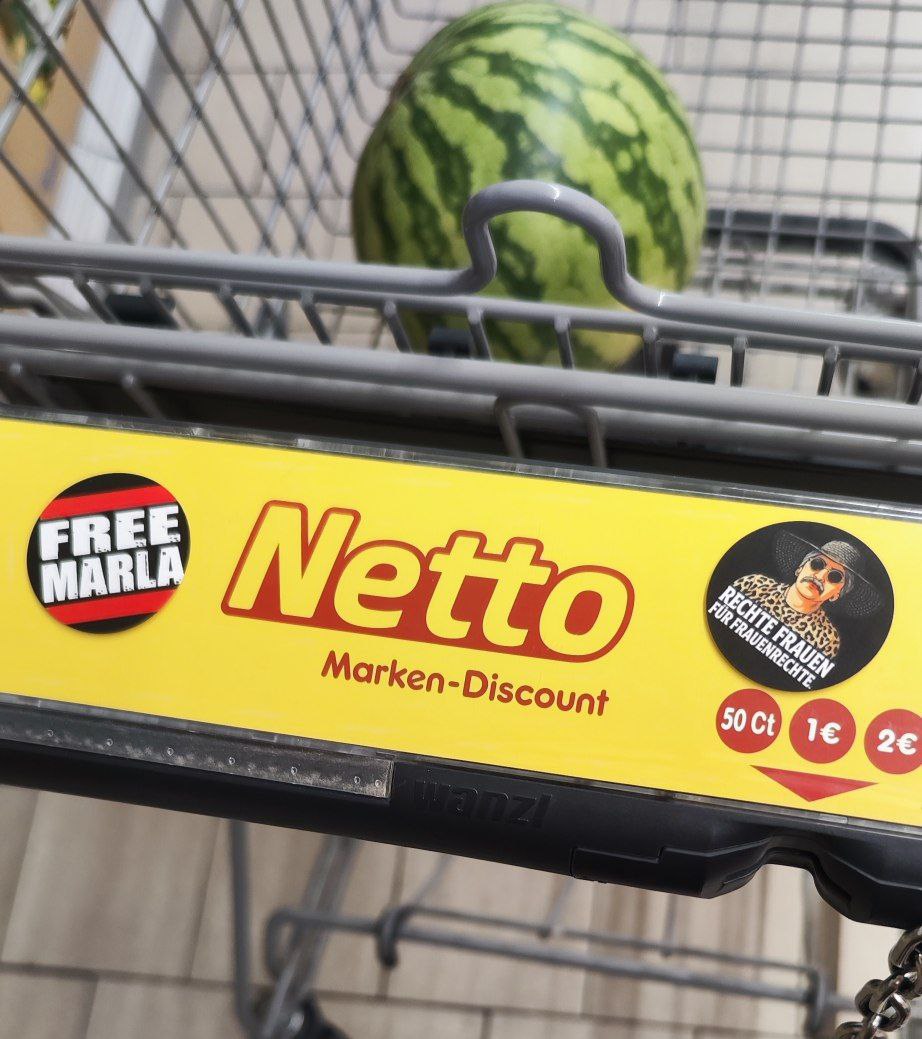 FREE
MARLA
Netto
Marken-Discount
RECHTE FRAUEN
FÜR FRAUENRECHTE.
50 Ct
1€
2€
wanzl